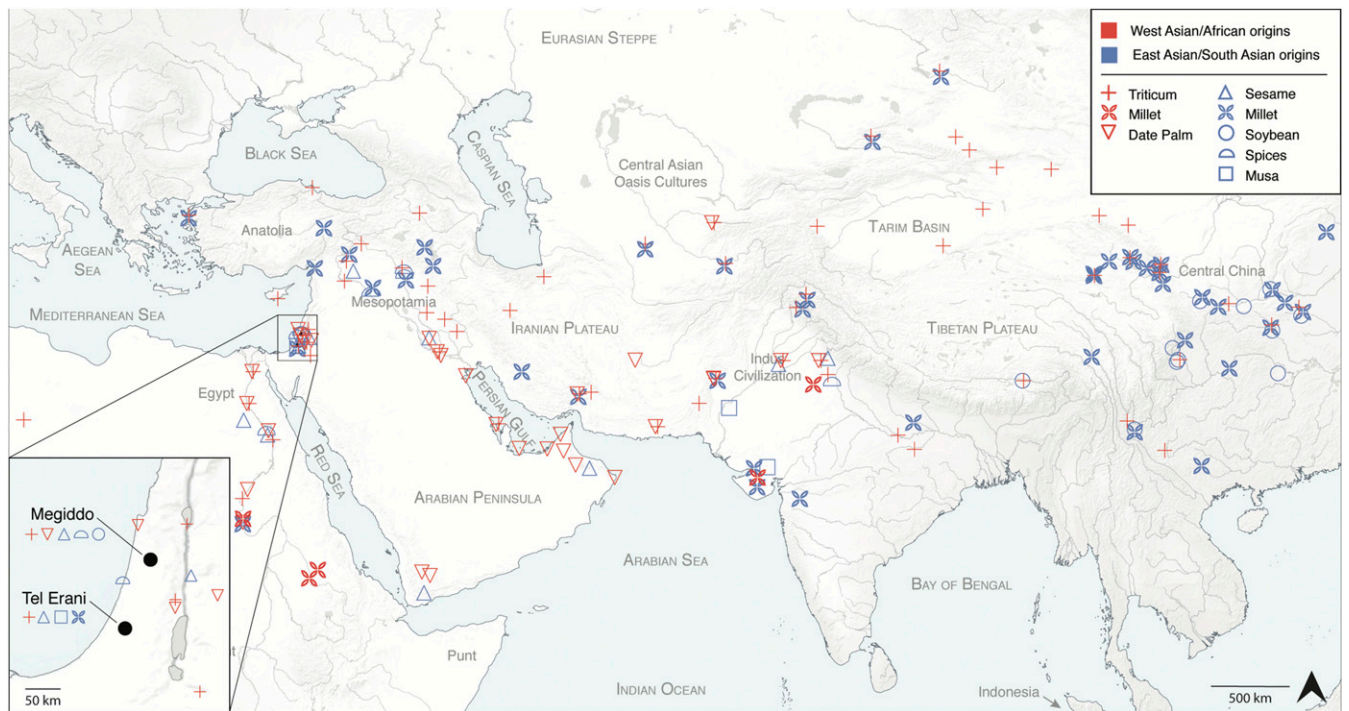 EURASIAN STEPPE
West Asian/African origins
East Asian/South Asian origins
Triticum
Millet
Date Palm
Sesame
Millet
Soybean
Spices
Musa
BLACK SEA
CASPIAN SEA
Central Asian
Oasis Cultures
TARIM BASIN
Anatolia
AEGEAN
SEA
Central China
Mesopotamia
MEDITERRANEAN SEA
IRANIAN PLATEAU
TIBETAN PLATEAU
Indus
Civilization
Egypt
PERSIAN GULF
RED SEA
ARABIAN PENINSULA
Megiddo
Tel Erani
50 km
ARABIAN SEA
BAY OF BENGAL
Punt
INDIAN OCEAN
Indonesia
500 km